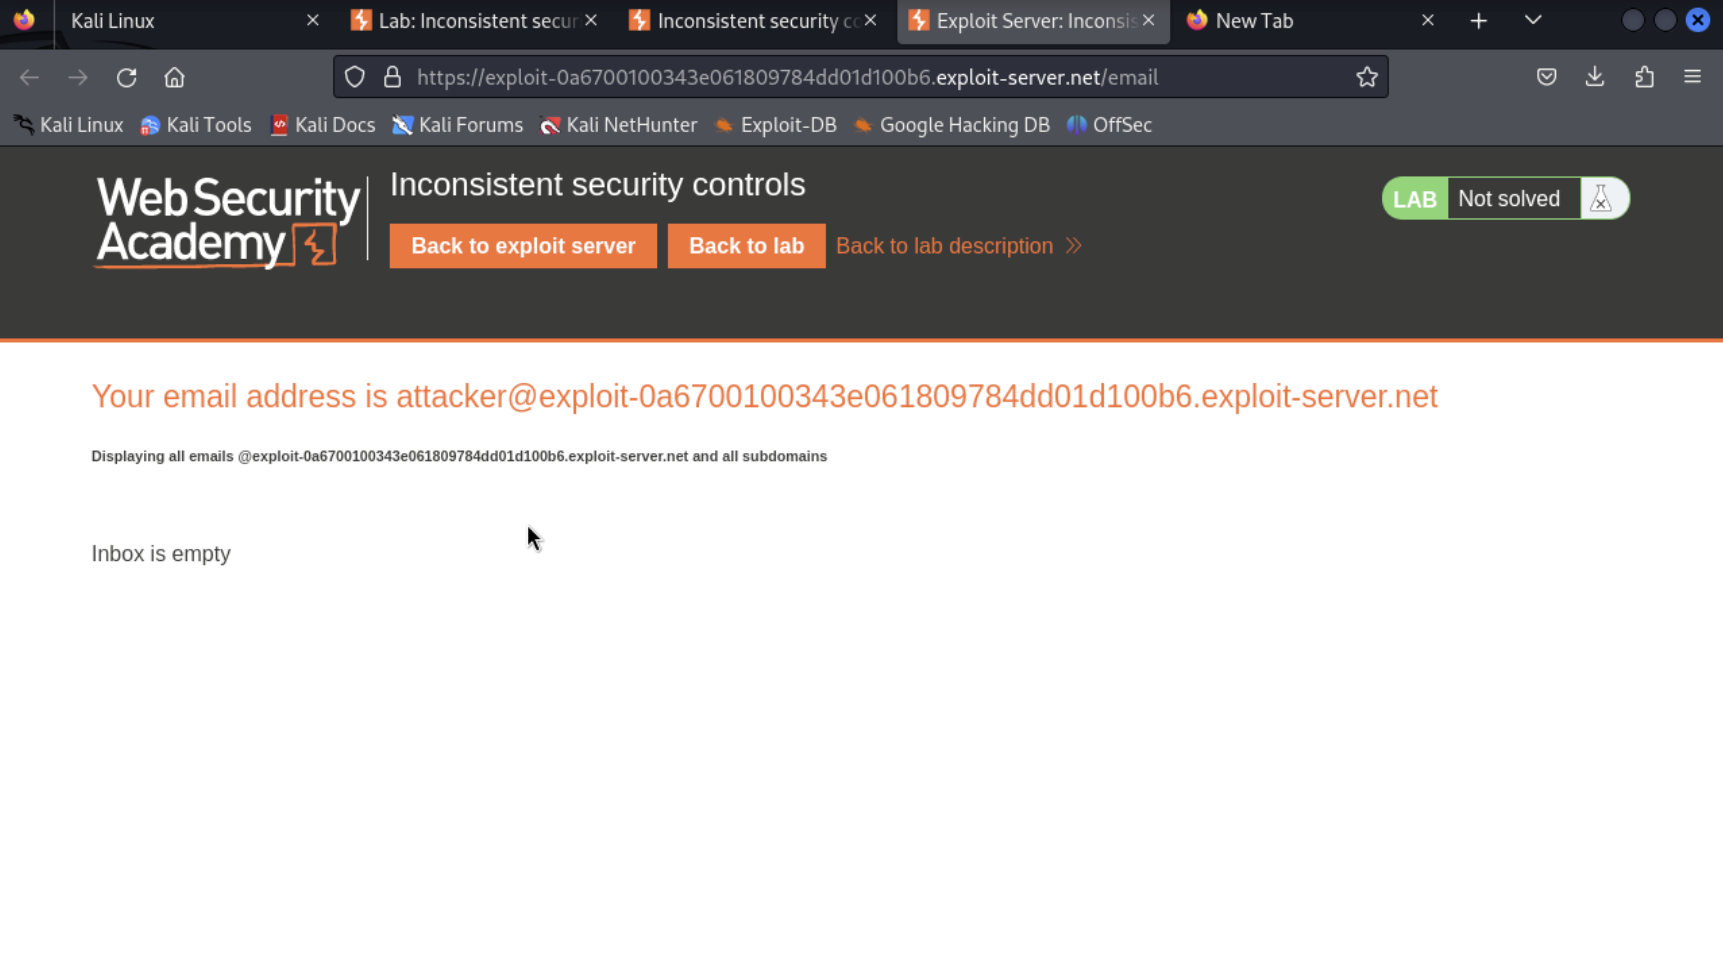 Kali Linux
Lab: Inconsistent secur
Inconsistent security co
Exploit Server: Inconsis
New Tab
https://exploit-0a6700100343e061809784dd01d100b6.exploit-server.net/email
Kali Linux
Kali Tools
Kali Docs
Kali Forums
Kali NetHunter
Exploit-DB
Google Hacking DB
OffSec
Web Security
Academy
Inconsistent security controls
Back to exploit server
Back to lab
Back to lab description
LAB
Not solved
Your email address is attacker@exploit-0a6700100343e061809784dd01d100b6.exploit-server.net
Displaying all emails @exploit-0a6700100343e061809784dd01d100b6.exploit-server.net and all subdomains
Inbox is empty